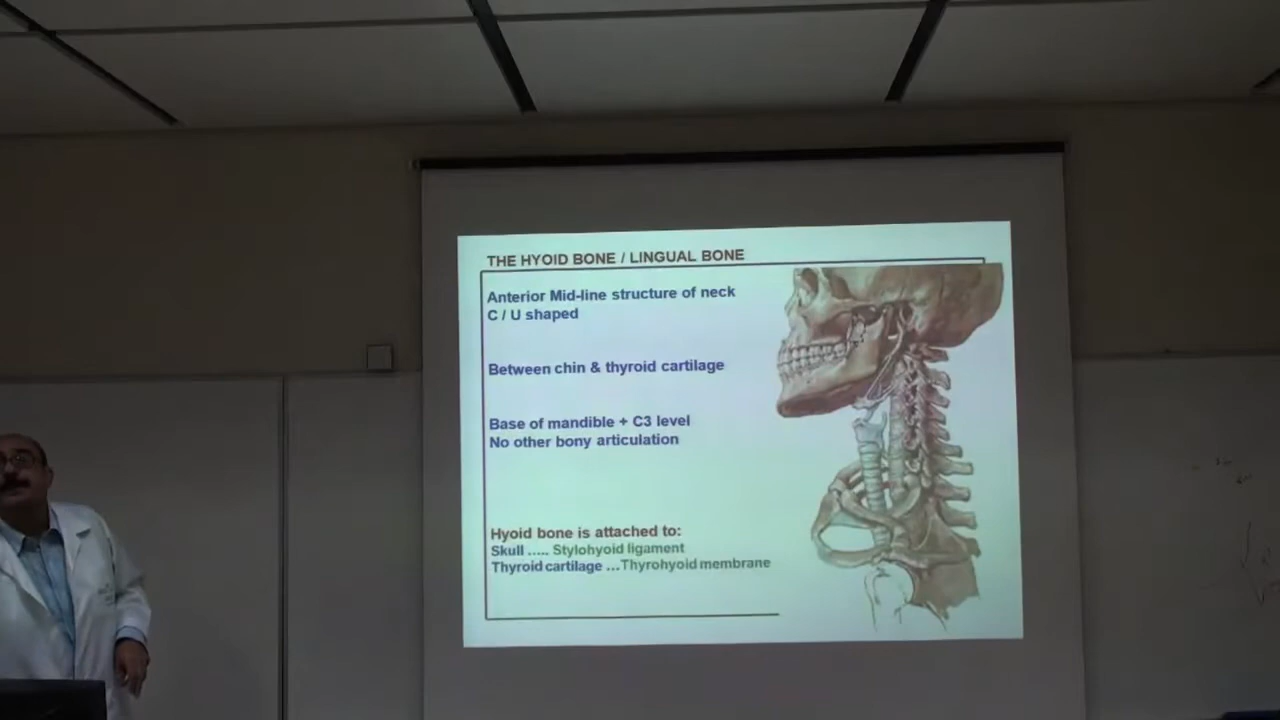 THE HYOID BONE / LINGUAL BONE
Anterior Mid-line structure of neck
C / U shaped
Between chin & thyroid cartilage
Base of mandible + C3 level
No other bony articulation
Hyoid bone is attached to:
Skull ..... Stylohyoid ligament
Thyroid cartilage ...Thyrohyoid membrane